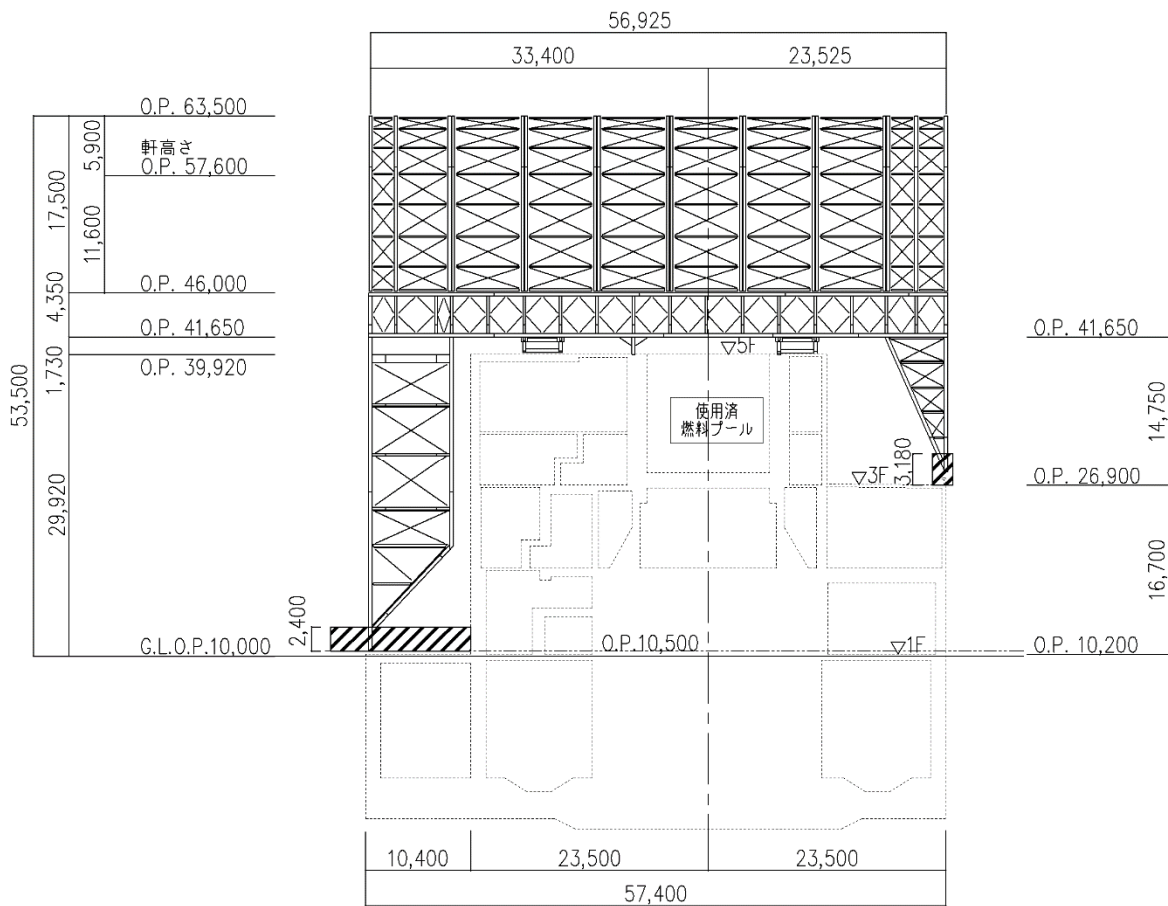 56,925
33,400
23,525
O.P. 63,500
5,900
軒高さ
O.P. 57,600
17,500
11,600
O.P. 46,000
4,350
O.P. 41,650
O.P. 41,650
▽5F
1,730
O.P. 39,920
53,500
使用済
燃料プール
14,750
3,180
▽3F
O.P. 26,900
29,920
16,700
2,400
G.L.O.P.10,000
O.P.10,500
▽1F
O.P. 10,200
10,400
23,500
23,500
57,400